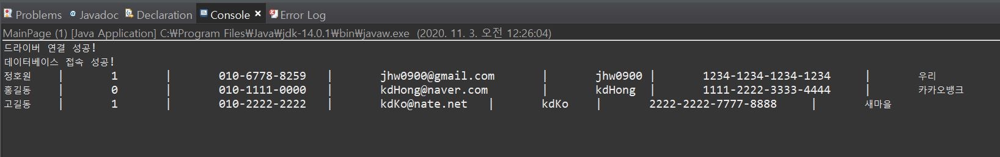 Problems @ Javadoc Declaration Console × Error Log
MainPage (1) [Java Application] C:₩Program Files₩Java₩jdk-14.0.1₩bin₩javaw.exe (2020. 11. 3. 오전 12:26:04)
드라이버 연결 성공!
데이터베이스 접속 성공!
정호원 | 1 | 010-6778-8259 | jhw0900@gmail.com | jhw0900 | 1234-1234-1234-1234 | 우리
홍길동 | 0 | 010-1111-0000 | kdHong@naver.com | kdHong | 1111-2222-3333-4444 | 카카오뱅크
고길동 | 1 | 010-2222-2222 | kdKo@nate.net | kdKo | 2222-2222-7777-8888 | 새마을